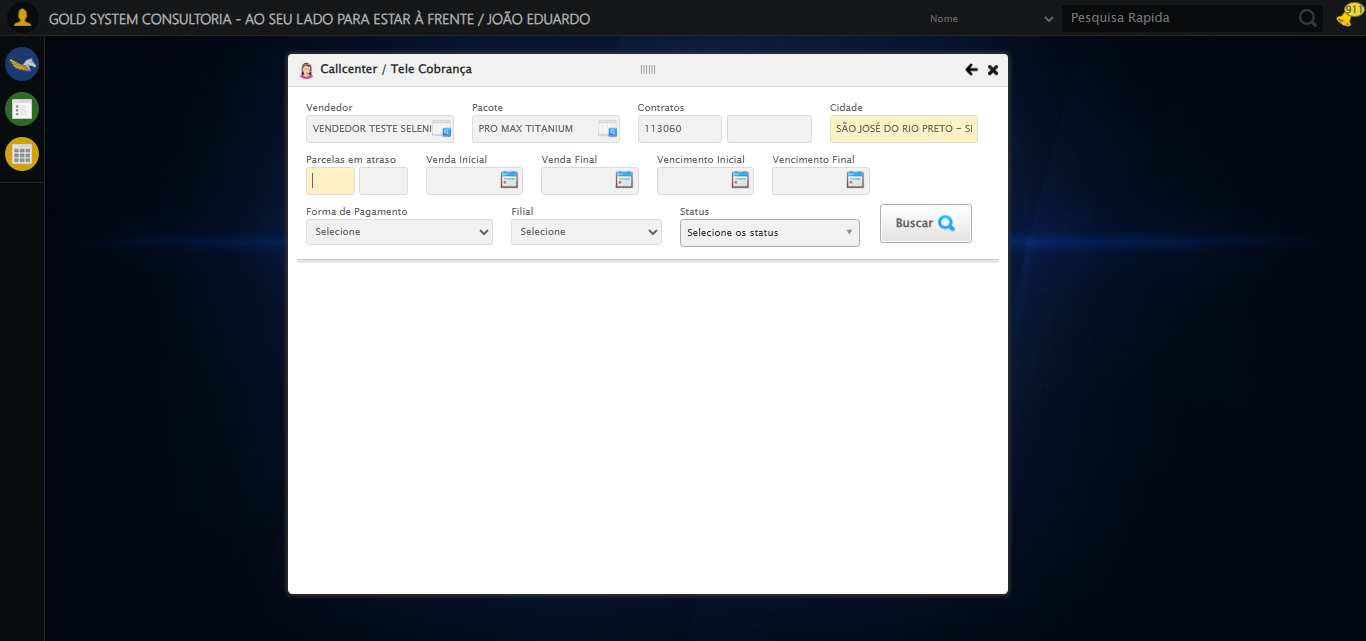 GOLD SYSTEM CONSULTORIA - AO SEU LADO PARA ESTAR À FRENTE / JOÃO EDUARDO
Nome
Pesquisa Rapida
911
Callcenter / Tele Cobrança
Vendedor Pacote Contratos Cidade
VENDEDOR TESTE SELENI PRO MAX TITANIUM 113060 SÃO JOSÉ DO RIO PRETO - SI
Parcelas em atraso Venda Inicial Venda Final Vencimento Inicial Vencimento Final
Forma de Pagamento Filial Status
Selecione Selecione Selecione os status Buscar